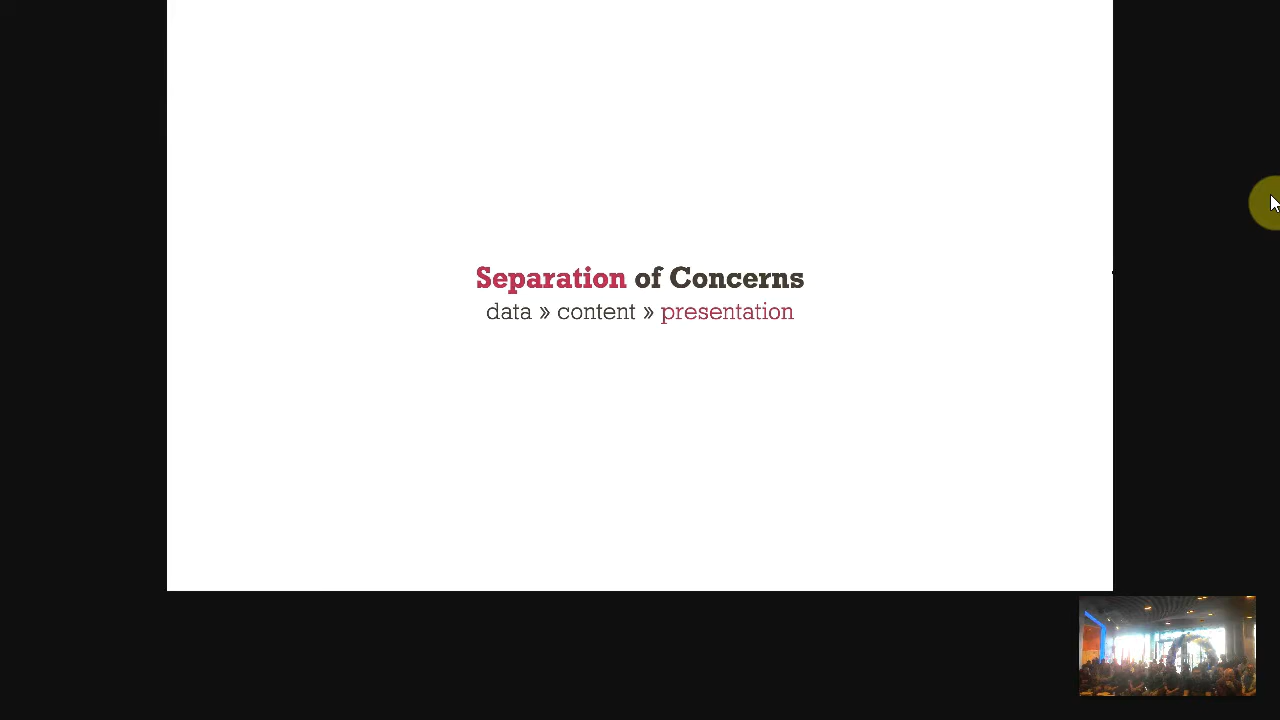 Separation of Concerns
data » content » presentation